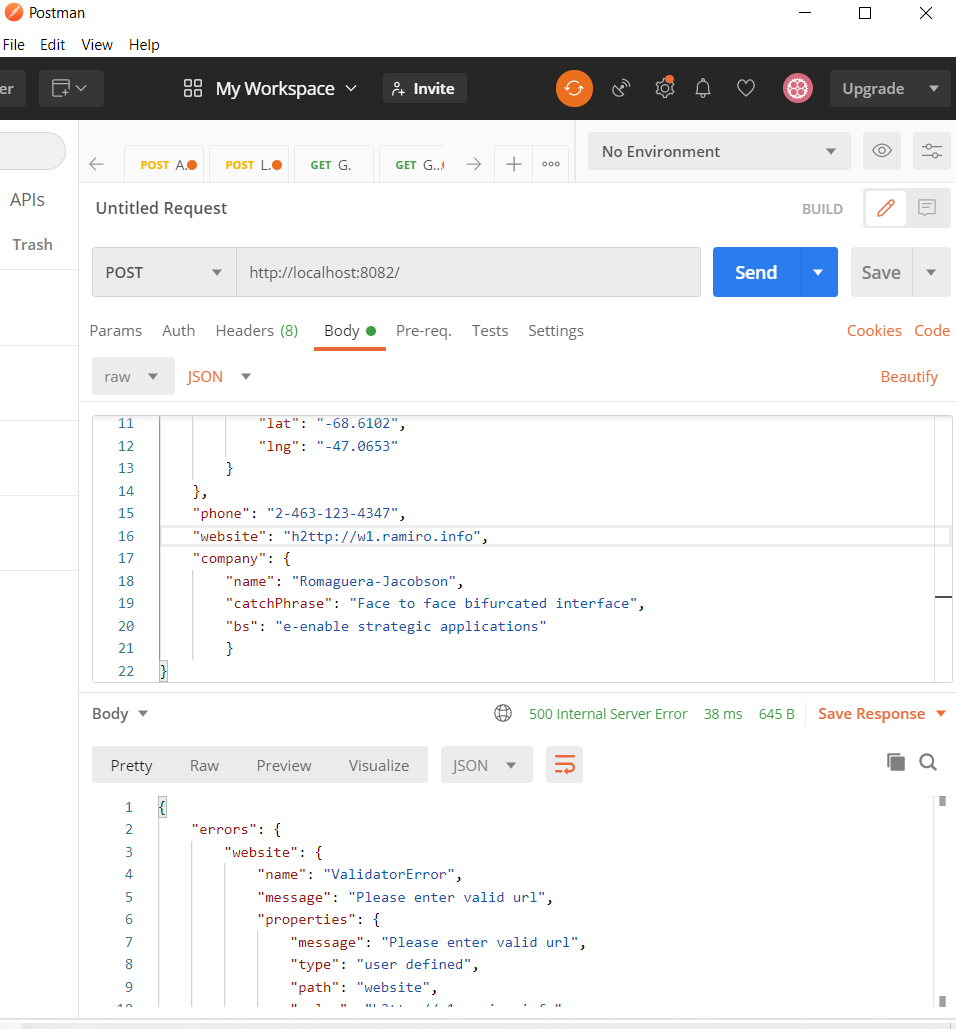 Postman
File Edit View Help
er My Workspace Invite Upgrade
POST A. POST L. GET G. GET G.. No Environment
APIs
Trash
Untitled Request BUILD
POST http://localhost:8082/ Send Save
Params Auth Headers (8) Body Pre-req. Tests Settings Cookies Code
raw JSON Beautify
11 "lat": "-68.6102",
12 "lng": "-47.0653"
13 }
14 },
15 "phone": "2-463-123-4347",
16 "website": "h2ttp://w1.ramiro.info",
17 "company": {
18 "name": "Romaguera-Jacobson",
19 "catchPhrase": "Face to face bifurcated interface",
20 "bs": "e-enable strategic applications"
21 }
22 }
Body 500 Internal Server Error 38 ms 645 B Save Response
Pretty Raw Preview Visualize JSON
1 {
2 "errors": {
3 "website": {
4 "name": "ValidatorError",
5 "message": "Please enter valid url",
6 "properties": {
7 "message": "Please enter valid url",
8 "type": "user defined",
9 "path": "website",